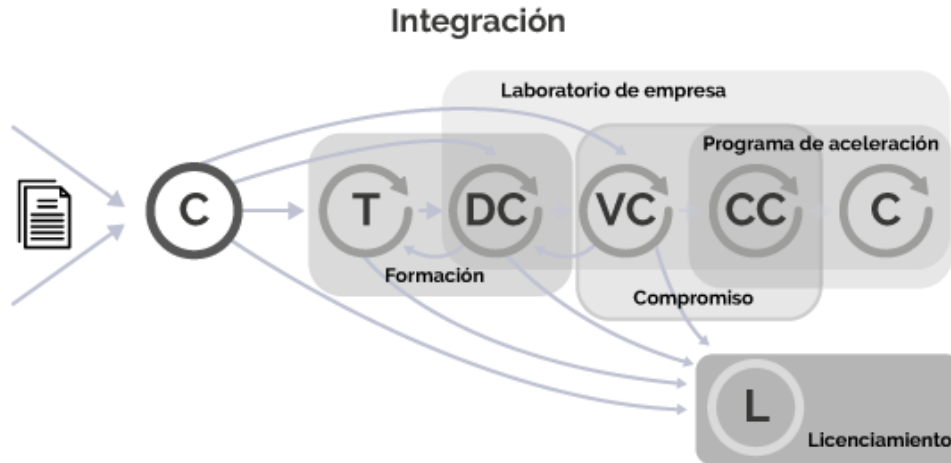 Integración
Laboratorio de empresa
Programa de aceleración
C
T
DC
VC
CC
C
Formación
Compromiso
L
Licenciamiento